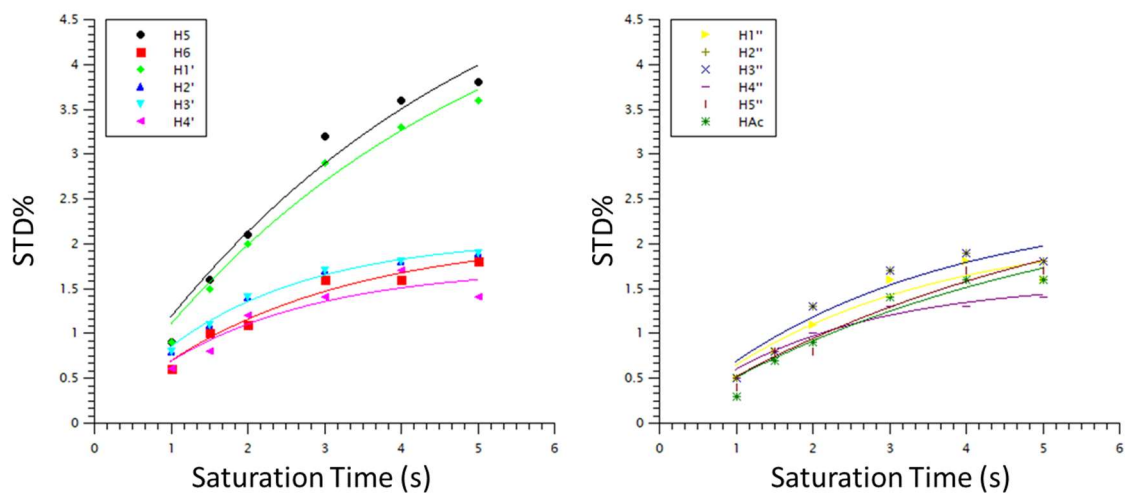 4.5
4
3.5
3
2.5
2
1.5
1
0.5
0
0 1 2 3 4 5 6
STD%
Saturation Time (s)
H5
H6
H1'
H2'
H3'
H4'
4.5
4
3.5
3
2.5
2
1.5
1
0.5
0
0 1 2 3 4 5 6
STD%
Saturation Time (s)
H1"
H2"
H3"
H4"
H5"
HAc